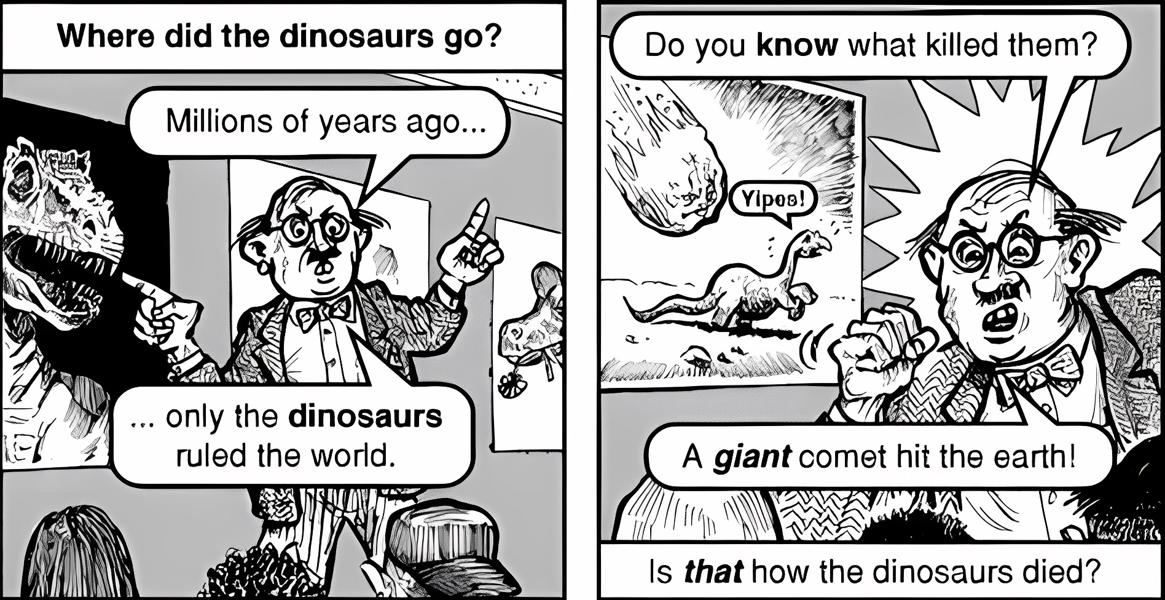 Where did the dinosaurs go?
Millions of years ago...
... only the dinosaurs
ruled the world.
Do you know what killed them?
Yipes!
A giant comet hit the earth!
Is that how the dinosaurs died?